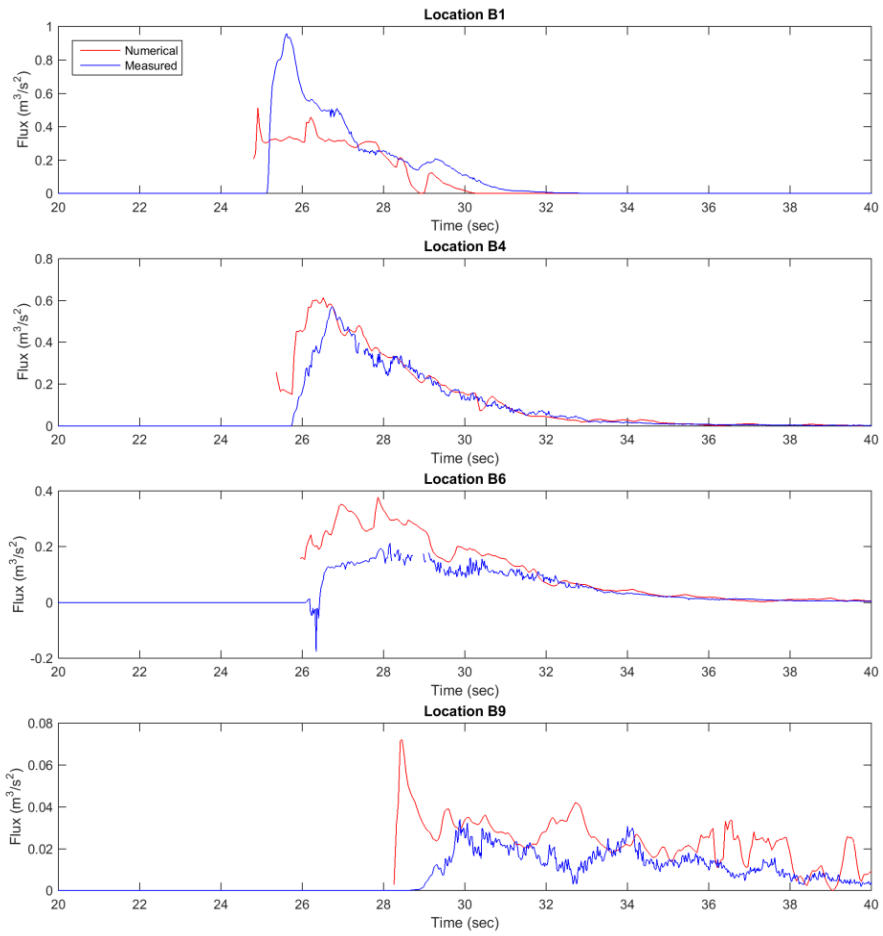 Location B1
Flux (m³/s²)
1
0.8
0.6
0.4
0.2
0
Numerical
Measured
20 22 24 26 28 30 32 34 36 38 40
Time (sec)
Location B4
Flux (m³/s²)
0.8
0.6
0.4
0.2
0
20 22 24 26 28 30 32 34 36 38 40
Time (sec)
Location B6
Flux (m³/s²)
0.4
0.2
0
-0.2
20 22 24 26 28 30 32 34 36 38 40
Time (sec)
Location B9
Flux (m³/s²)
0.08
0.06
0.04
0.02
0
20 22 24 26 28 30 32 34 36 38 40
Time (sec)